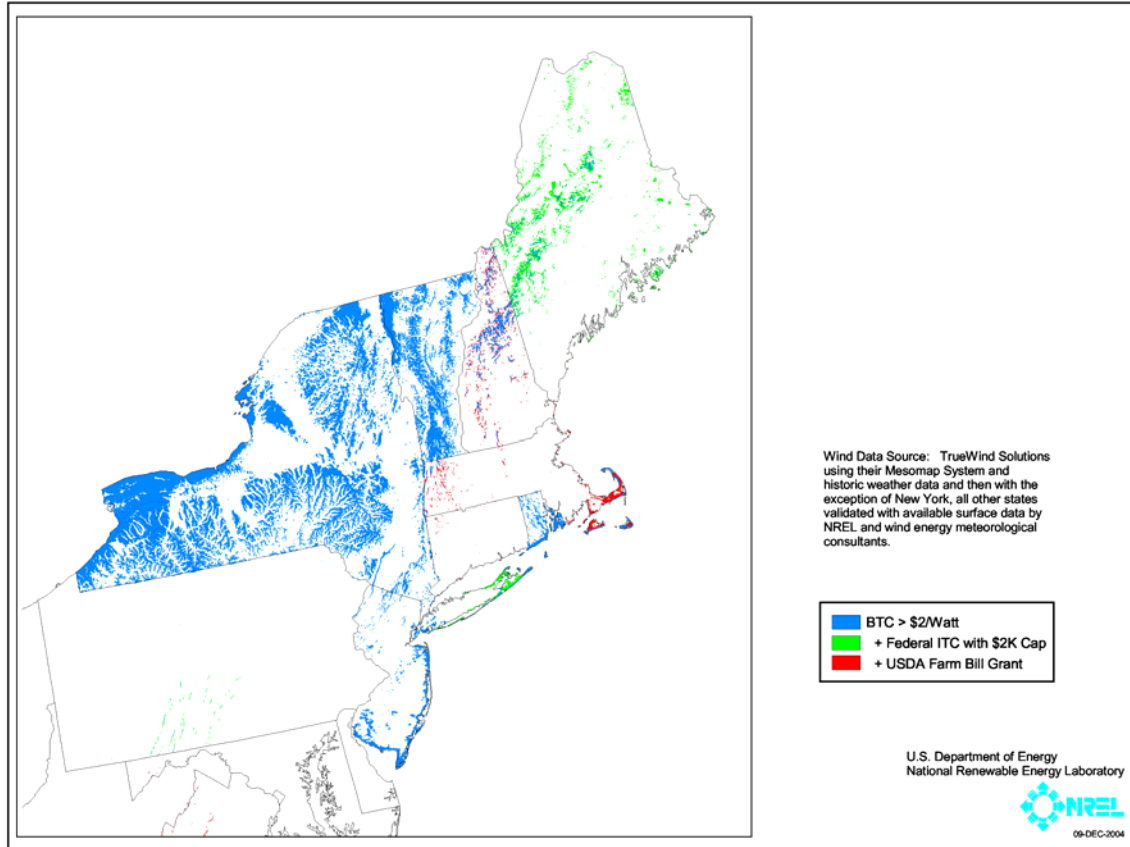 Wind Data Source: TrueWind Solutions
using their Mesomap System and
historic weather data and then with the
exception of New York, all other states
validated with available surface data by
NREL and wind energy meteorological
consultants.
BTC > $2/Watt
+ Federal ITC with $2K Cap
+ USDA Farm Bill Grant
U.S. Department of Energy
National Renewable Energy Laboratory
NREL
09-DEC-2004